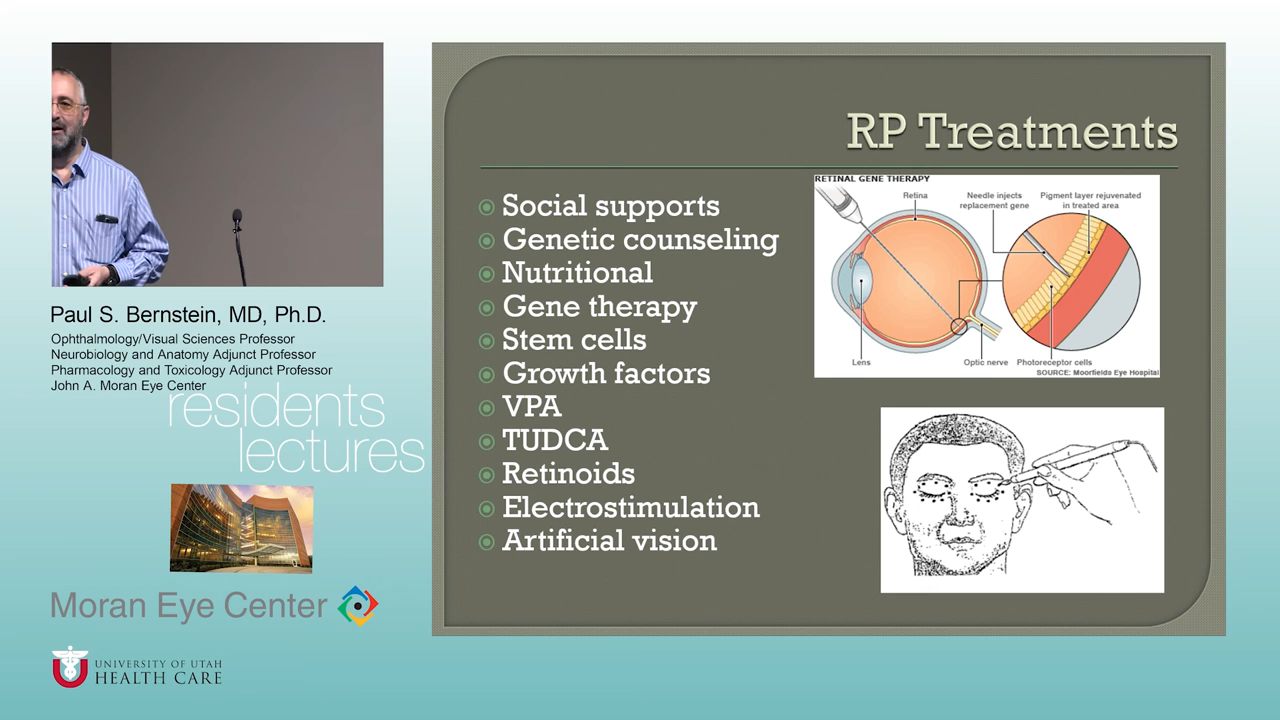 Paul S. Bernstein, MD, Ph.D.
Ophthalmology/Visual Sciences Professor
Neurobiology and Anatomy Adjunct Professor
Pharmacology and Toxicology Adjunct Professor
John A. Moran Eye Center
residents
lectures
Moran Eye Center
UNIVERSITY OF UTAH
HEALTH CARE
RP Treatments
Social supports
Genetic counseling
Nutritional
Gene therapy
Stem cells
Growth factors
VPA
TUDCA
Retinoids
Electrostimulation
Artificial vision
RETINAL GENE THERAPY
Retina
Needle injects
replacement gene
Pigment layer rejuvenated
in treated area
Lens
Optic nerve
Photoreceptor cells
SOURCE: Moorfields Eye Hospital